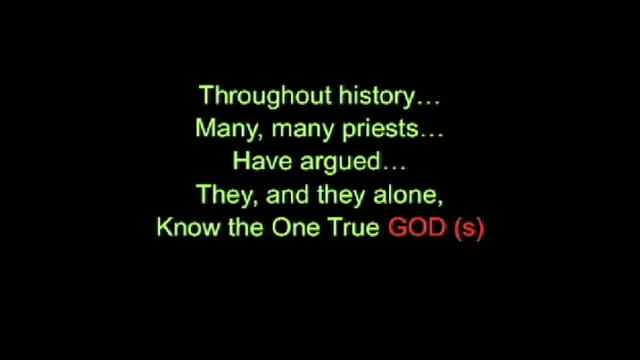 Throughout history…
Many, many priests…
Have argued…
They, and they alone,
Know the One True GOD (s)